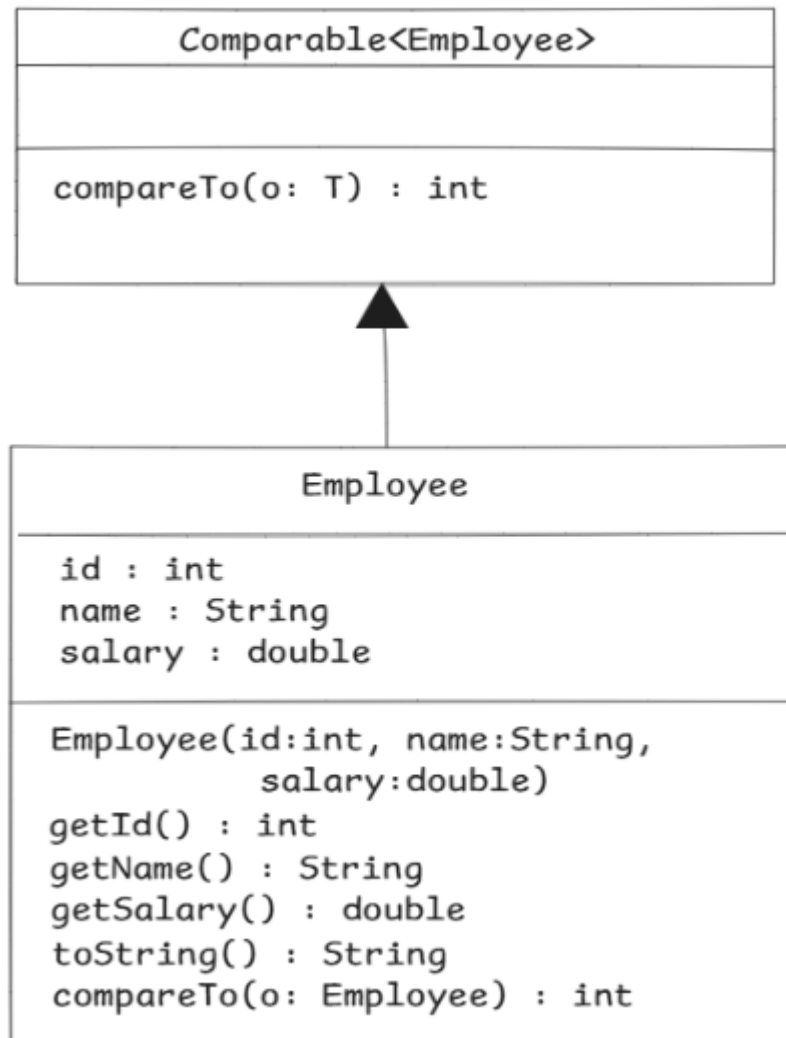 Comparable<Employee>
compareTo(o: T) : int
Employee
id : int
name : String
salary : double
Employee(id:int, name:String,
salary:double)
getId() : int
getName() : String
getSalary() : double
toString() : String
compareTo(o: Employee) : int